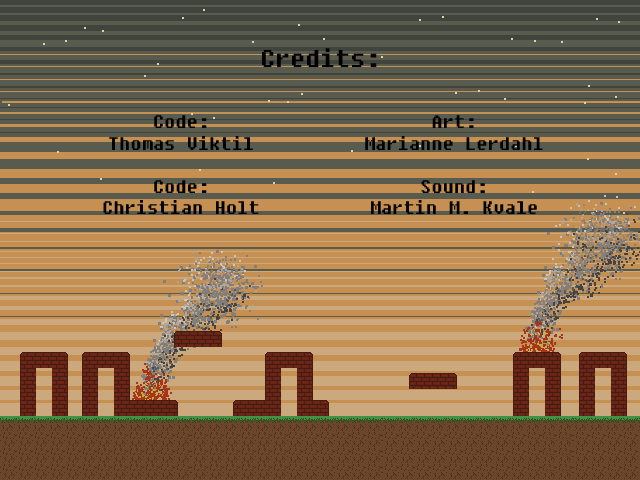 Credits:
Code:
Thomas Viktil
Art:
Marianne Lerdahl
Code:
Christian Holt
Sound:
Martin M. Kvale